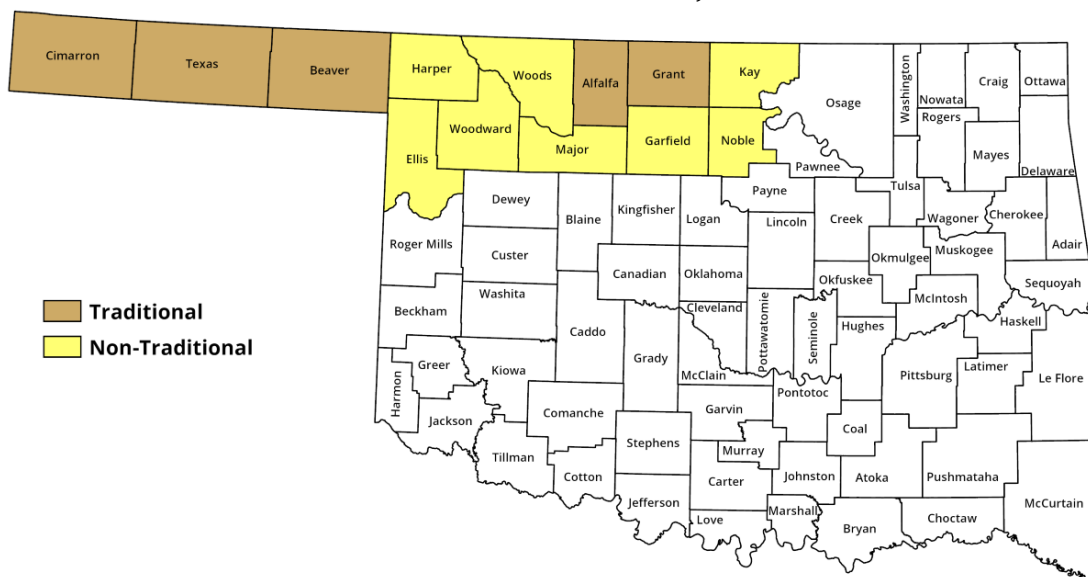 Cimarron
Texas
Beaver
Harper
Woods
Alfalfa
Grant
Kay
Osage
Washington
Nowata
Craig
Ottawa
Rogers
Mayes
Delaware
Ellis
Woodward
Major
Garfield
Noble
Pawnee
Tulsa
Dewey
Blaine
Kingfisher
Logan
Payne
Lincoln
Creek
Wagoner
Cherokee
Adair
Roger Mills
Custer
Canadian
Oklahoma
Okfuskee
Okmulgee
Muskogee
Sequoyah
Traditional
Non-Traditional
Beckham
Washita
Caddo
Grady
Cleveland
McClain
Pottawatomie
Seminole
Hughes
McIntosh
Haskell
Pittsburg
Latimer
Le Flore
Harmon
Greer
Kiowa
Jackson
Tillman
Comanche
Cotton
Stephens
Jefferson
Garvin
Murray
Carter
Love
Pontotoc
Johnston
Marshall
Coal
Atoka
Bryan
Pushmataha
Choctaw
McCurtain